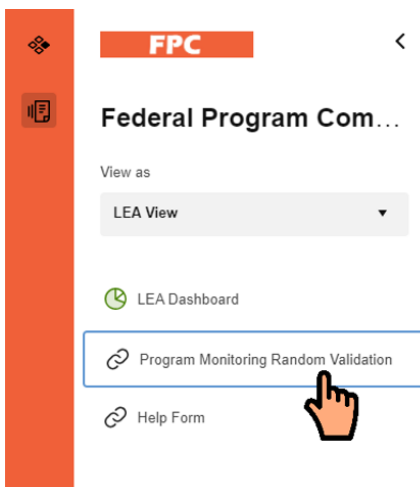 FPC
Federal Program Com...
View as
LEA View
LEA Dashboard
Program Monitoring Random Validation
Help Form